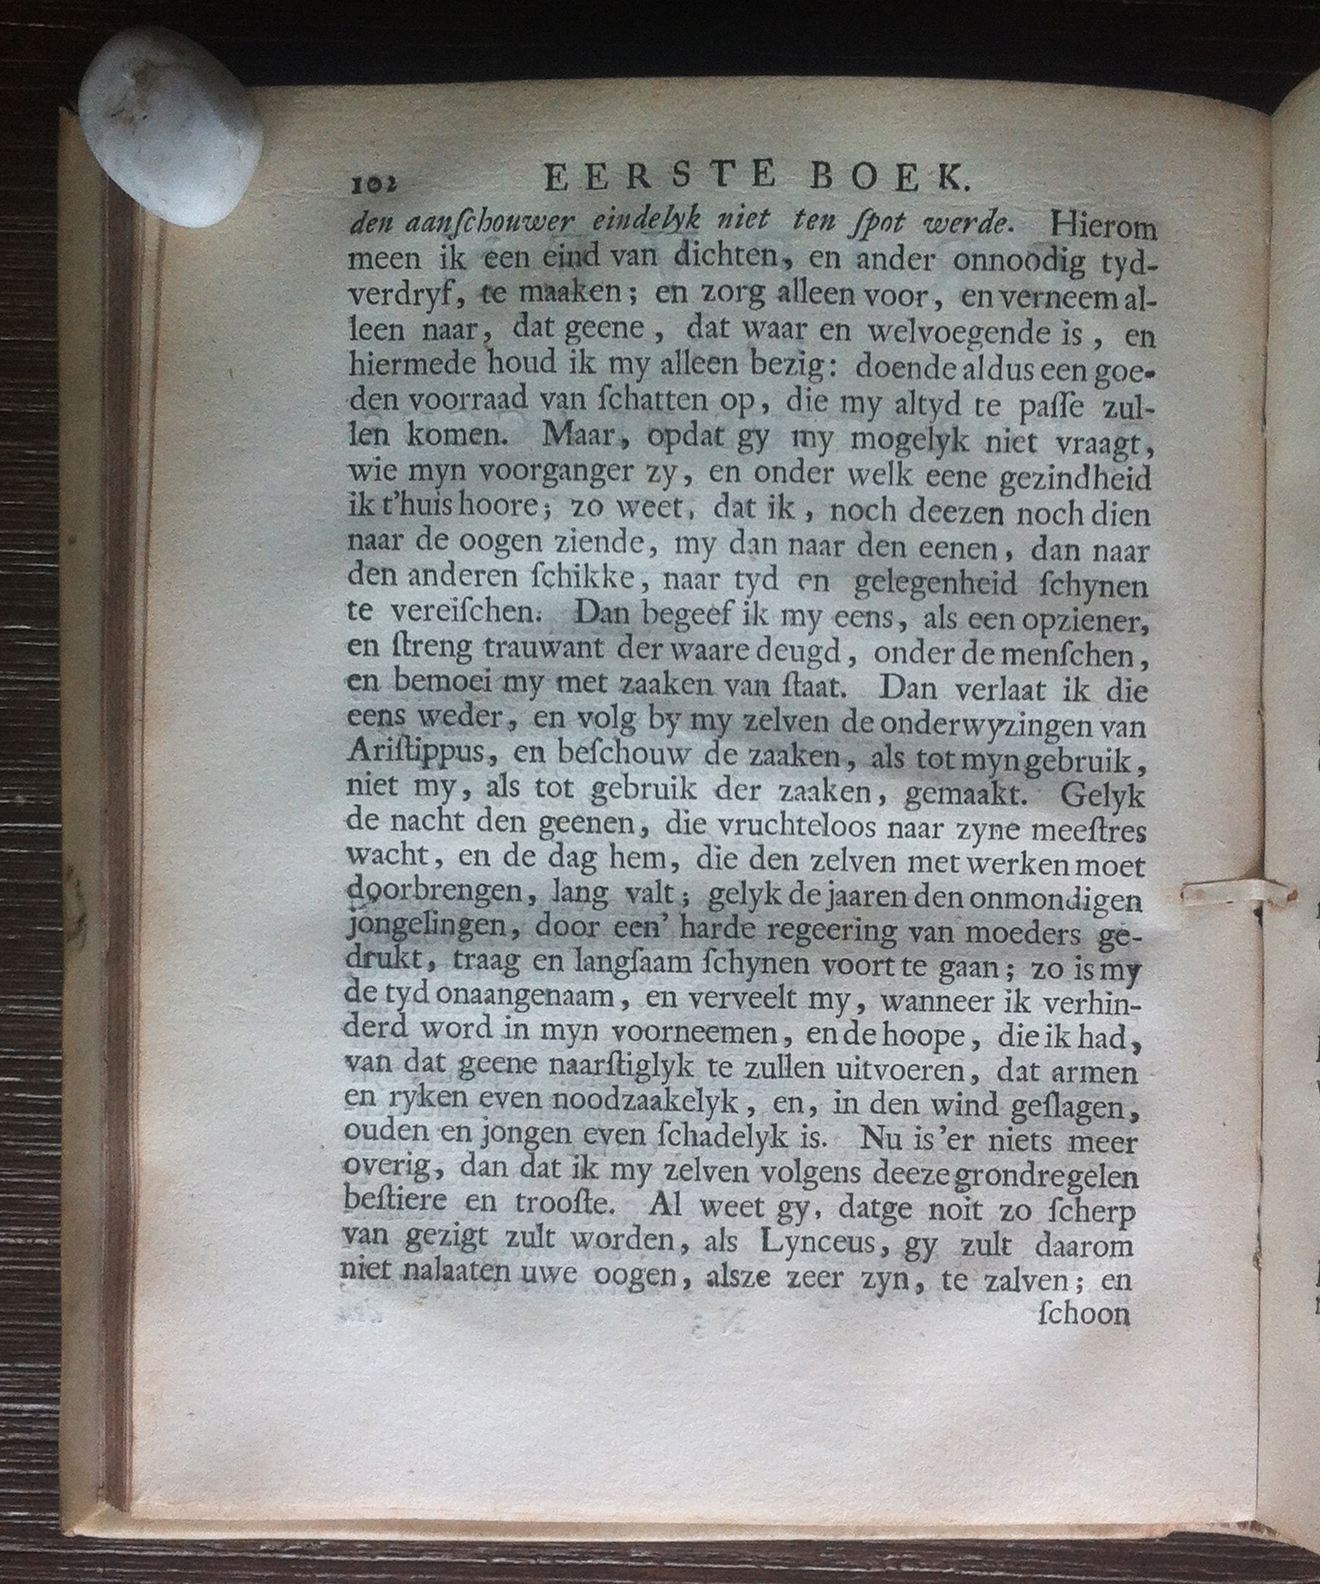 102 EERSTE BOEK.
den aanſchouwer eindelyk niet ten ſpot werde. Hierom
meen ik een eind van dichten, en ander onnoodig tyd-
verdryf, te maaken; en zorg alleen voor, en verneem al-
leen naar, dat geene, dat waar en welvoegende is, en
hiermede houd ik my alleen bezig: doende aldus een goe-
den voorraad van ſchatten op, die my altyd te paſſe zul-
len komen. Maar, opdat gy my mogelyk niet vraagt,
wie myn voorganger zy, en onder welk eene gezindheid
ik t'huis hoore; zo weet, dat ik, noch deezen noch dien
naar de oogen ziende, my dan naar den eenen, dan naar
den anderen ſchikke, naar tyd en gelegenheid ſchynen
te vereiſchen. Dan begeef ik my eens, als een opziener,
en ſtreng trauwant der waare deugd, onder de menſchen,
en bemoei my met zaaken van ſtaat. Dan verlaat ik die
eens weder, en volg by my zelven de onderwyzingen van
Ariſtippus, en beſchouw de zaaken, als tot myn gebruik,
niet my, als tot gebruik der zaaken, gemaakt. Gelyk
de nacht den geenen, die vruchteloos naar zyne meeſtres
wacht, en de dag hem, die den zelven met werken moet
doorbrengen, lang valt; gelyk de jaaren den onmondigen
jongelingen, door een' harde regeering van moeders ge-
drukt, traag en langſaam ſchynen voort te gaan; zo is my
de tyd onaangenaam, en verveelt my, wanneer ik verhin-
derd word in myn voorneemen, en de hoope, die ik had,
van dat geene naarſtiglyk te zullen uitvoeren, dat armen
en ryken even noodzaakelyk, en, in den wind geſlagen,
ouden en jongen even ſchadelyk is. Nu is 'er niets meer
overig, dan dat ik my zelven volgens deeze grondregelen
beſtiere en trooſte. Al weet gy, datge noit zo ſcherp
van gezigt zult worden, als Lynceus, gy zult daarom
niet nalaaten uwe oogen, alsze zeer zyn, te zalven; en
ſchoon